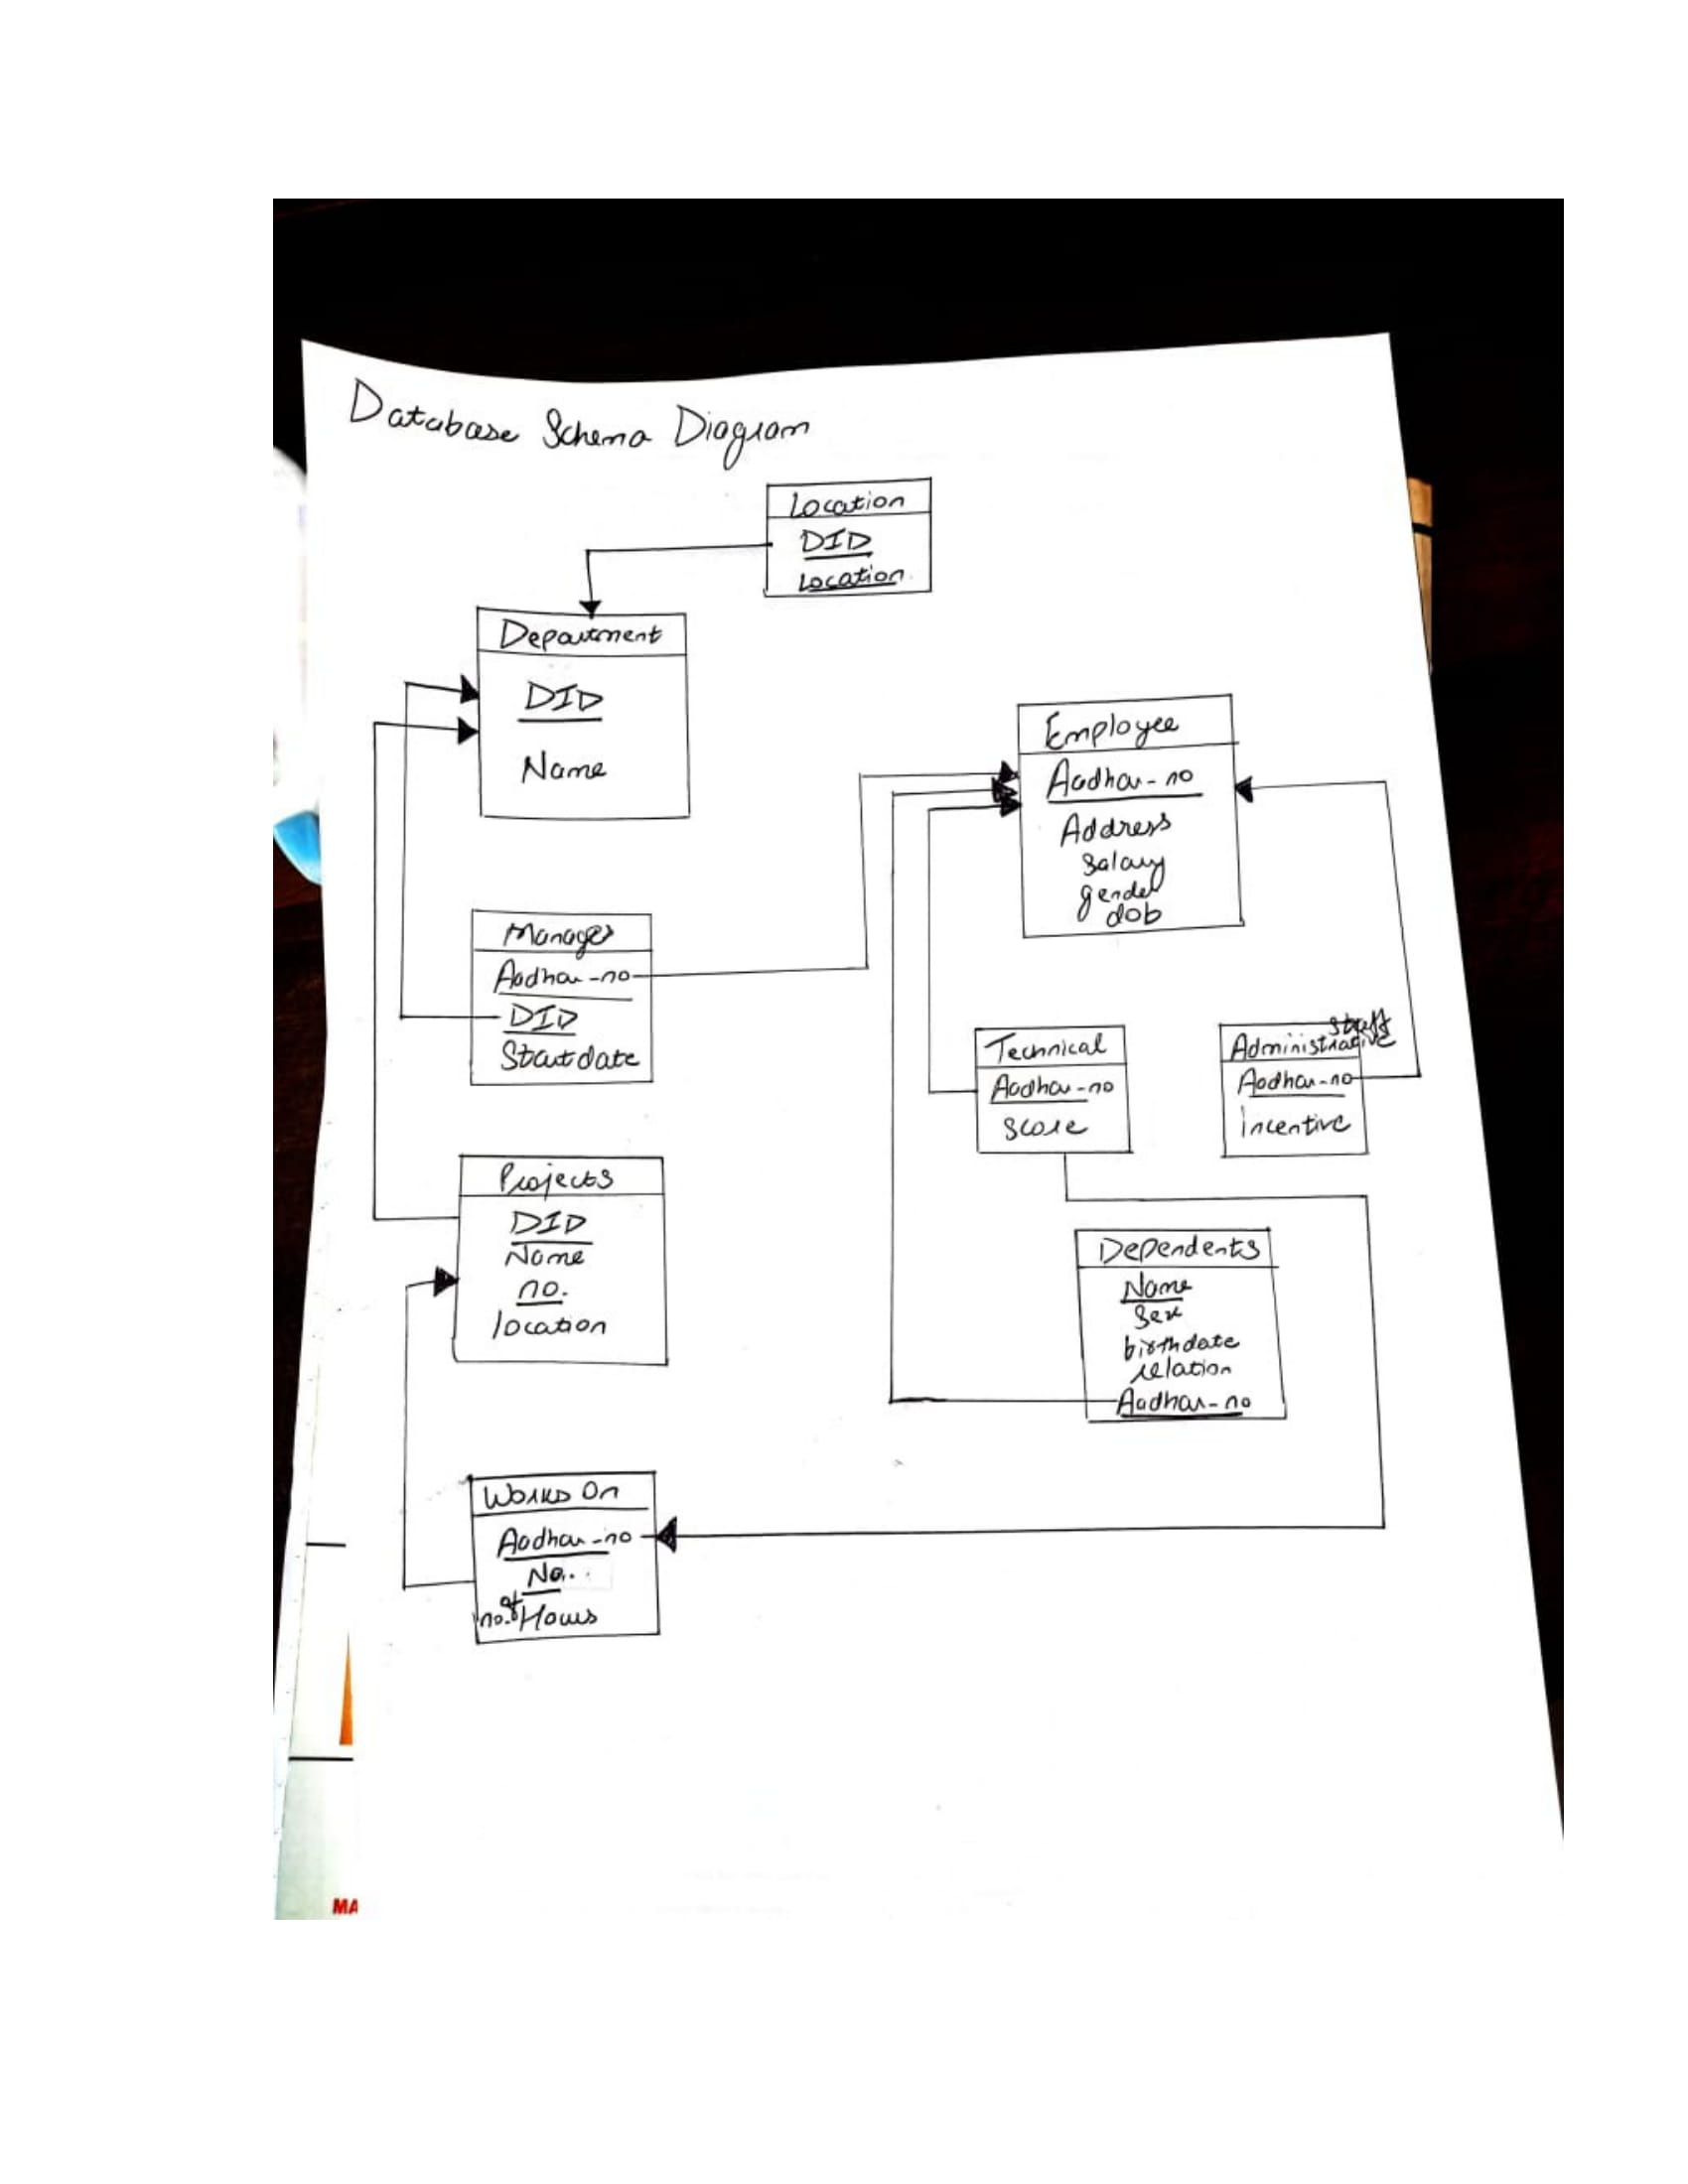 Database Schema Diagram
Location
DID
Location
Department
DID
Name
Employee
Aadhar-no
Address
Salary
gender
dob
Manager
Aadhar-no
DID
Start date
Technical
Aadhar-no
Score
Administrative staff
Aadhar-no
incentive
Projects
DID
Name
no.
location
Dependents
Name
Sex
birthdate
relation
Aadhar-no
Works On
Aadhar-no
No.
no. of Hours
MA